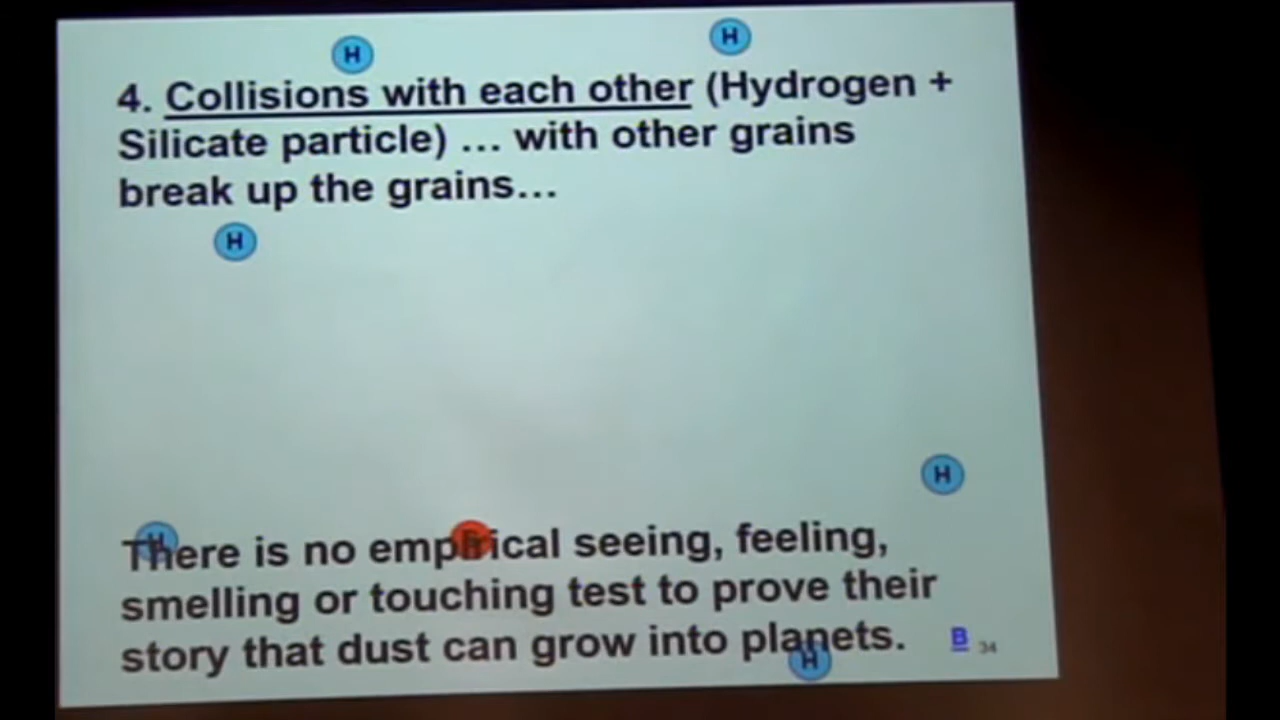 H
H
4. Collisions with each other (Hydrogen +
Silicate particle) … with other grains
break up the grains…
H
H
H
There is no empirical seeing, feeling,
smelling or touching test to prove their
story that dust can grow into planets.
B 34
H